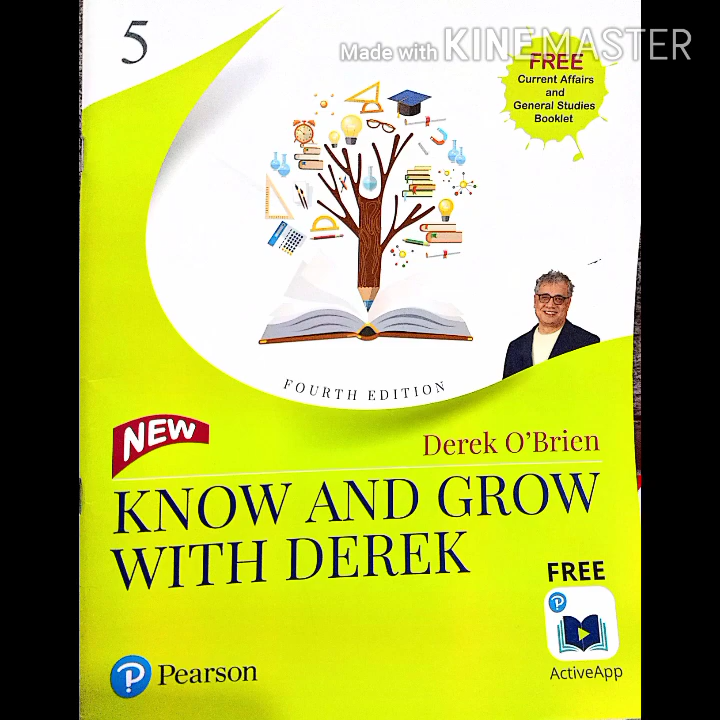 5
Made with KINEMASTER
FREE
Current Affairs
and
General Studies
Booklet
FOURTH EDITION
NEW
Derek O'Brien
KNOW AND GROW
WITH DEREK
FREE
P
ActiveApp
P Pearson